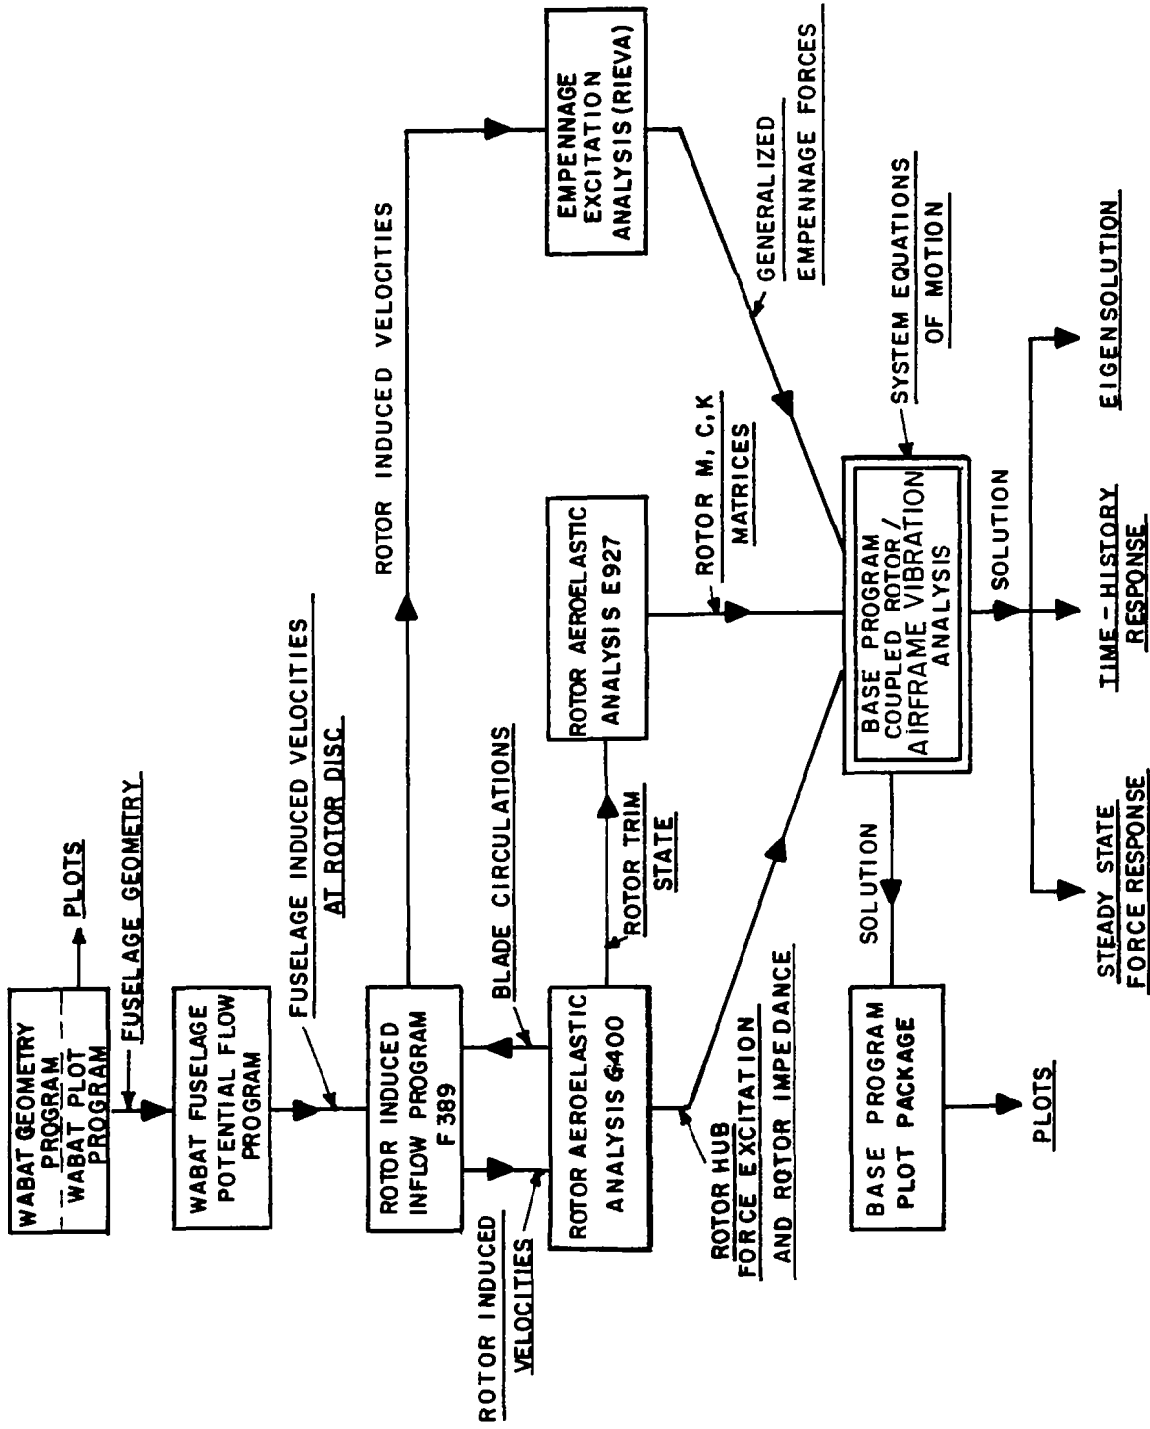 WABAT GEOMETRY
PROGRAM
WABAT PLOT
PROGRAM
PLOTS
FUSELAGE GEOMETRY
WABAT FUSELAGE
POTENTIAL FLOW
PROGRAM
FUSELAGE INDUCED VELOCITIES
AT ROTOR DISC
ROTOR INDUCED
INFLOW PROGRAM
F389
ROTOR INDUCED VELOCITIES
ROTOR INDUCED
VELOCITIES
BLADE CIRCULATIONS
ROTOR AEROELASTIC
ANALYSIS G400
ROTOR TRIM
STATE
ROTOR AEROELASTIC
ANALYSIS E927
EMPENNAGE
EXCITATION
ANALYSIS (RIEVA)
ROTOR HUB
FORCE EXCITATION
AND ROTOR IMPEDANCE
ROTOR M, C, K
MATRICES
GENERALIZED
EMPENNAGE FORCES
BASE PROGRAM
PLOT PACKAGE
SOLUTION
BASE PROGRAM
COUPLED ROTOR/
AIRFRAME VIBRATION
ANALYSIS
SYSTEM EQUATIONS
OF MOTION
PLOTS
SOLUTION
STEADY STATE
FORCE RESPONSE
TIME-HISTORY
RESPONSE
EIGENSOLUTION